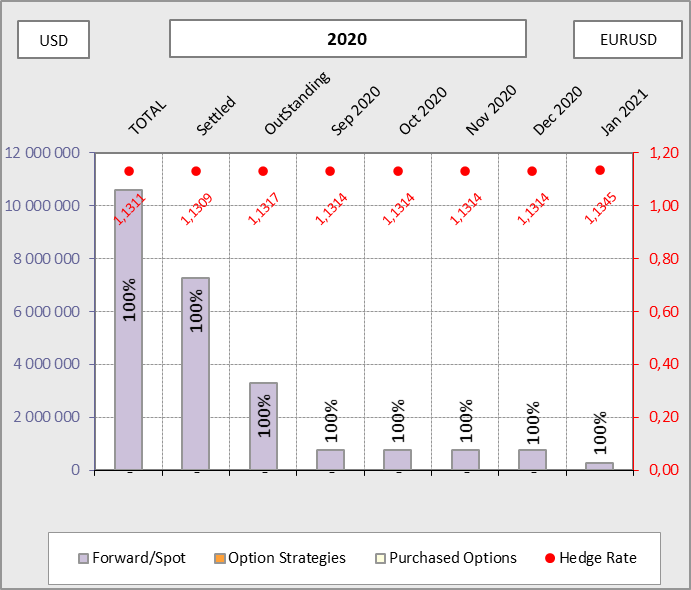 USD
2020
EURUSD
TOTAL
Settled
OutStanding
Sep 2020
Oct 2020
Nov 2020
Dec 2020
Jan 2021
12 000 000
10 000 000
8 000 000
6 000 000
4 000 000
2 000 000
0
1,20
1,00
0,80
0,60
0,40
0,20
0,00
1,1311
1,1309
1,1317
1,1314
1,1314
1,1314
1,1314
1,1345
100%
100%
100%
100%
100%
100%
100%
100%
Forward/Spot
Option Strategies
Purchased Options
Hedge Rate